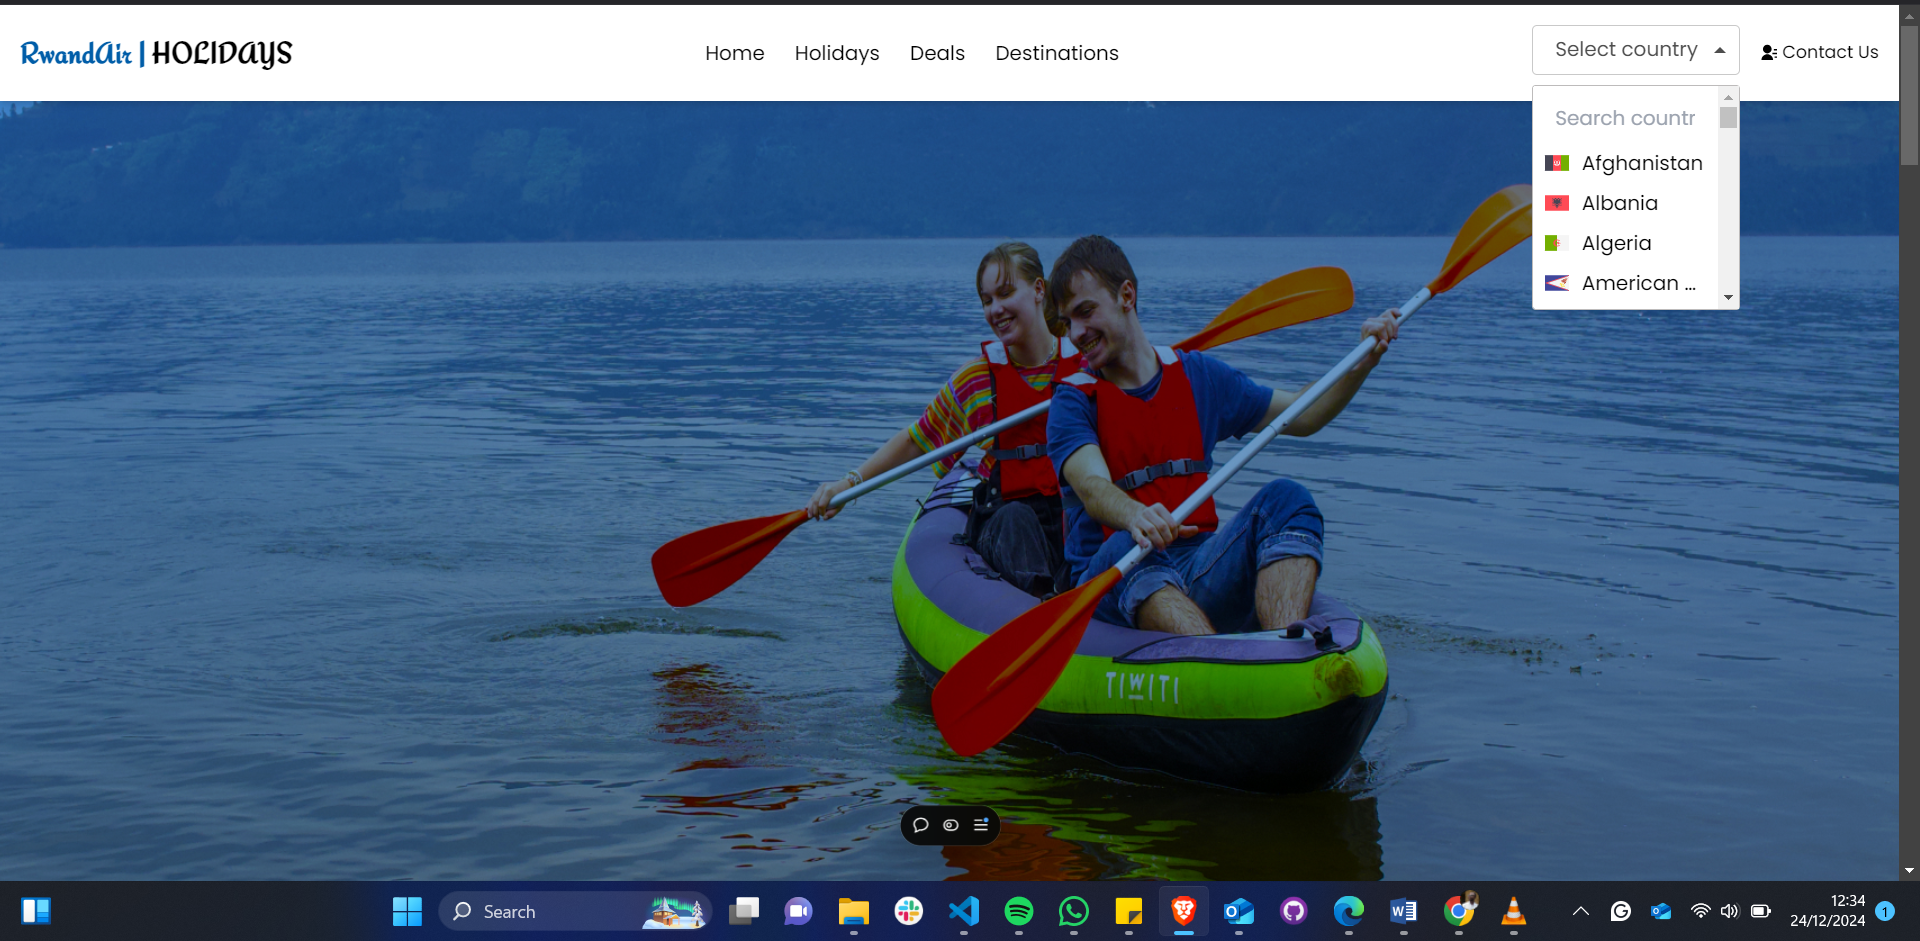 RwandAir | HOLIDAYS
Home Holidays Deals Destinations
Select country
Contact Us
Search countr
Afghanistan
Albania
Algeria
American ...
TIWITI
Search
12:34
24/12/2024
1